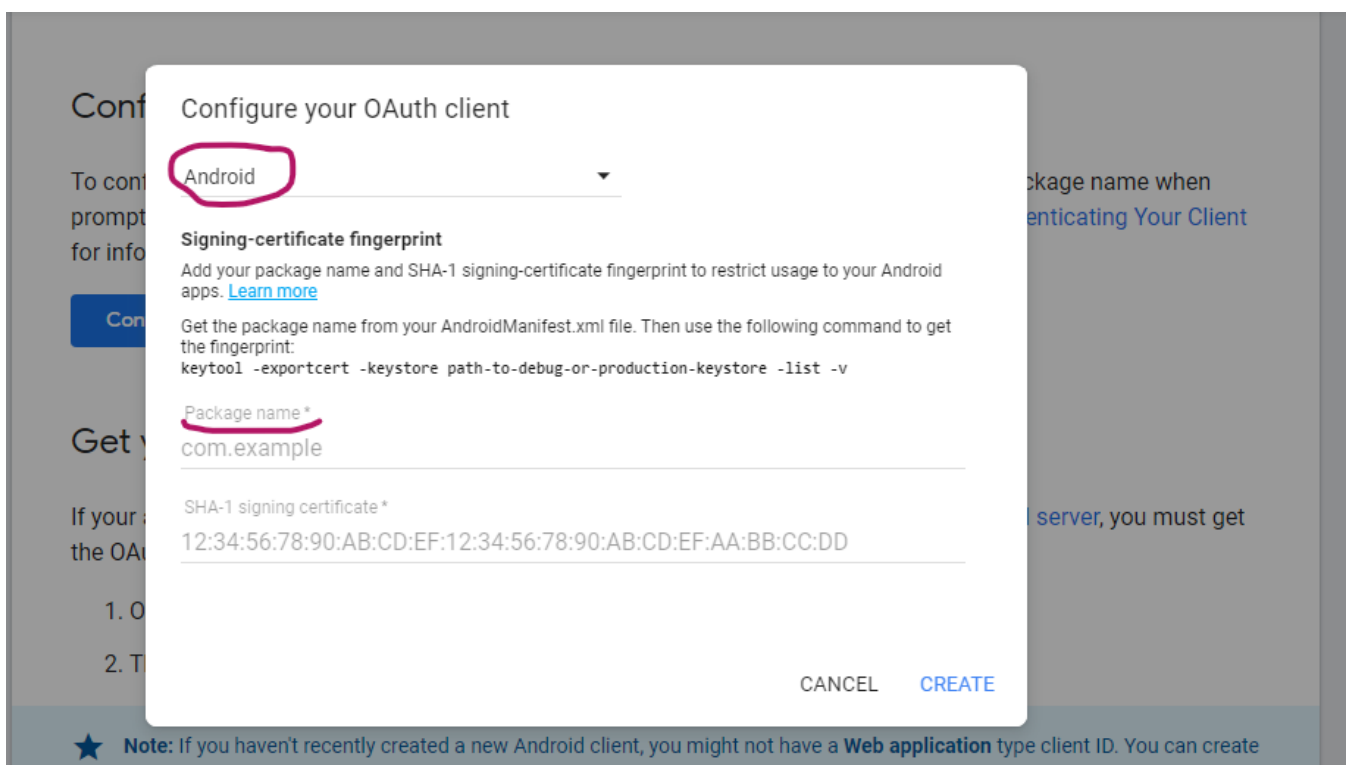 Conf
Configure your OAuth client
Android
To conf
ckage name when
prompt
enticating Your Client
for info
Signing-certificate fingerprint
Add your package name and SHA-1 signing-certificate fingerprint to restrict usage to your Android
apps. Learn more
Con
Get the package name from your AndroidManifest.xml file. Then use the following command to get
the fingerprint:
keytool -exportcert -keystore path-to-debug-or-production-keystore -list -v
Package name *
com.example
Get
SHA-1 signing certificate *
12:34:56:78:90:AB:CD:EF:12:34:56:78:90:AB:CD:EF:AA:BB:CC:DD
If your
server, you must get
the OAu
1. O
2. T
CANCEL CREATE
Note: If you haven't recently created a new Android client, you might not have a Web application type client ID. You can create